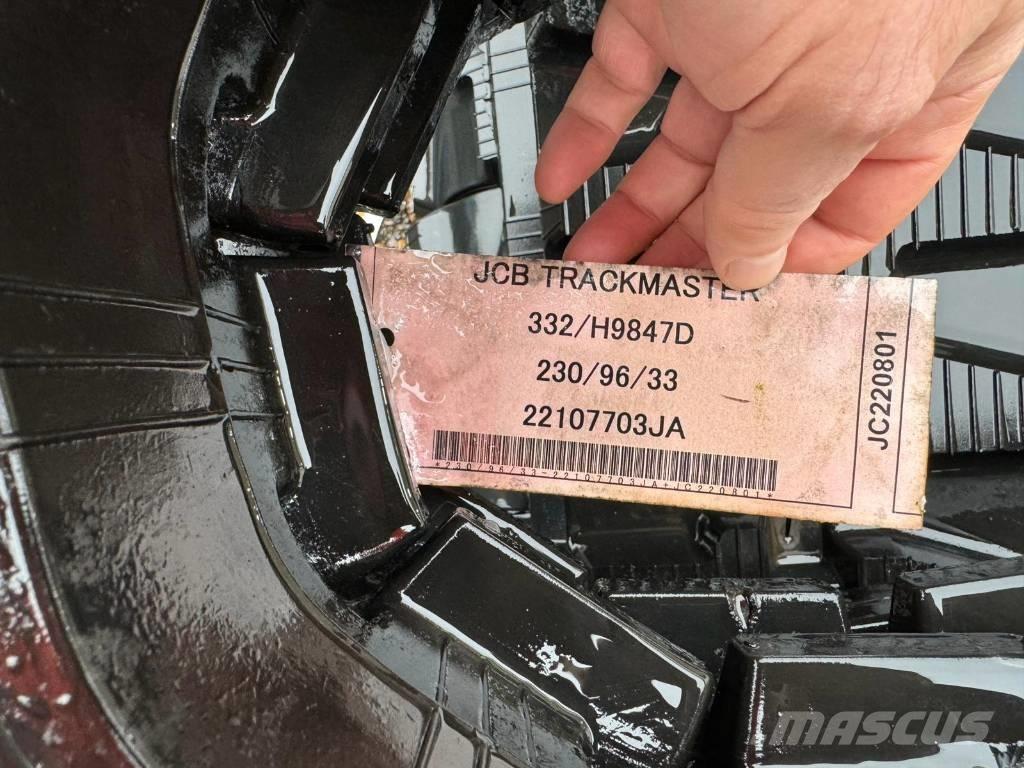 JCB TRACKMASTER
332/H9847D
230/96/33
22107703JA
*230/96/33-22107703JA+JC220801*
JC220801
MASCUS